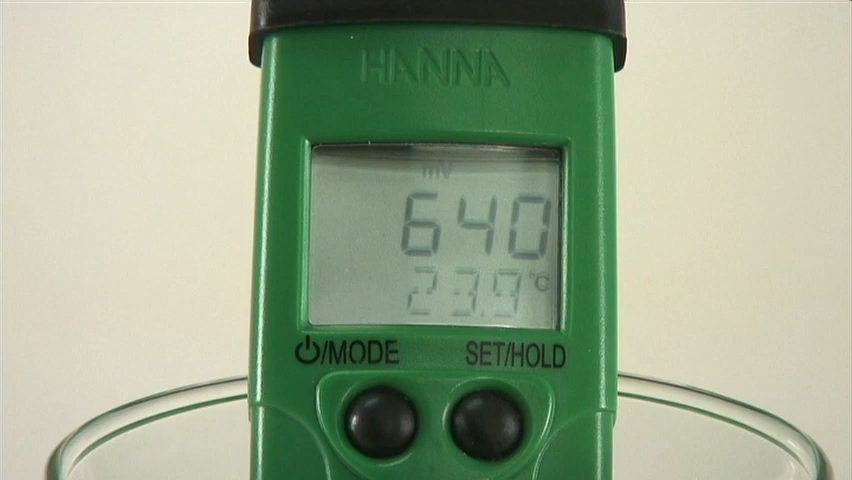 HANNA
mV
640
23.9 °C
⏻/MODE SET/HOLD